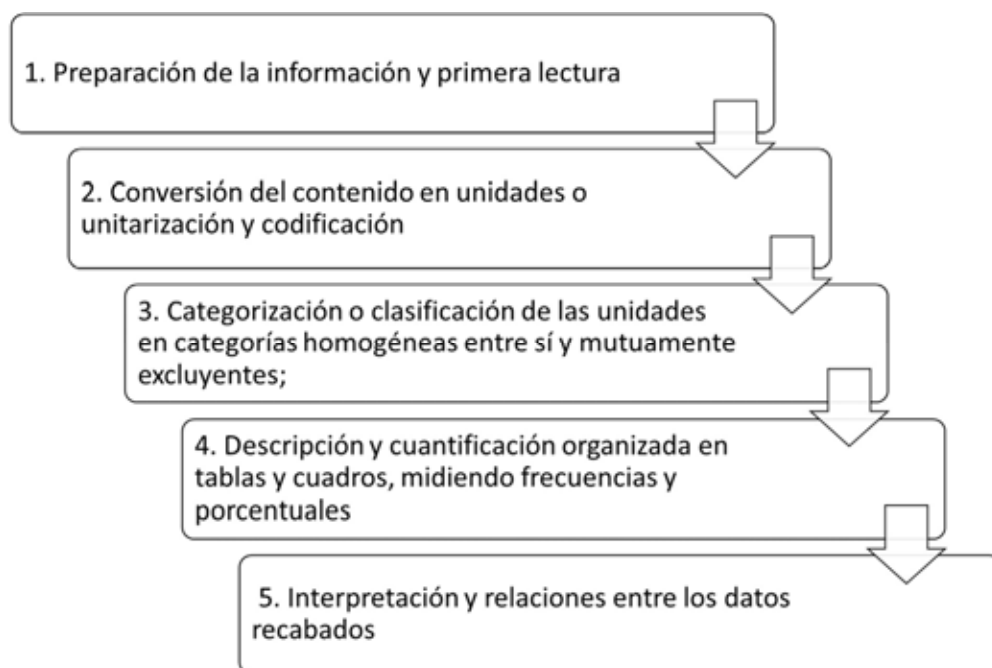 1. Preparación de la información y primera lectura
2. Conversión del contenido en unidades o
unitarización y codificación
3. Categorización o clasificación de las unidades
en categorías homogéneas entre sí y mutuamente
excluyentes;
4. Descripción y cuantificación organizada en
tablas y cuadros, midiendo frecuencias y
porcentuales
5. Interpretación y relaciones entre los datos
recabados